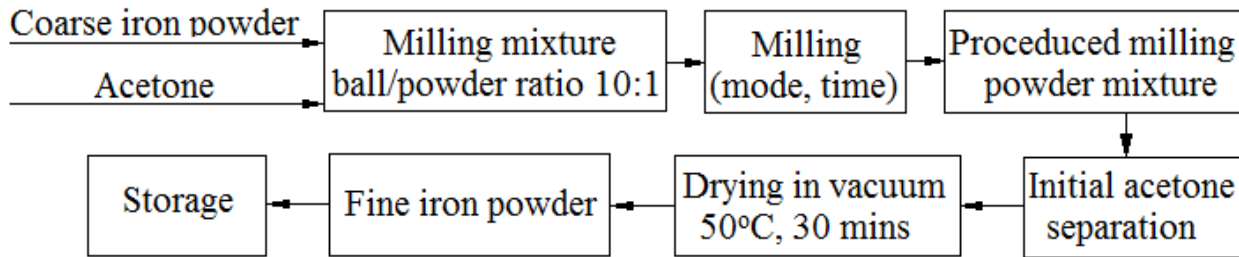 Coarse iron powder
Acetone
Milling mixture
ball/powder ratio 10:1
Milling
(mode, time)
Proceduced milling
powder mixture
Initial acetone
separation
Drying in vacuum
50°C, 30 mins
Fine iron powder
Storage